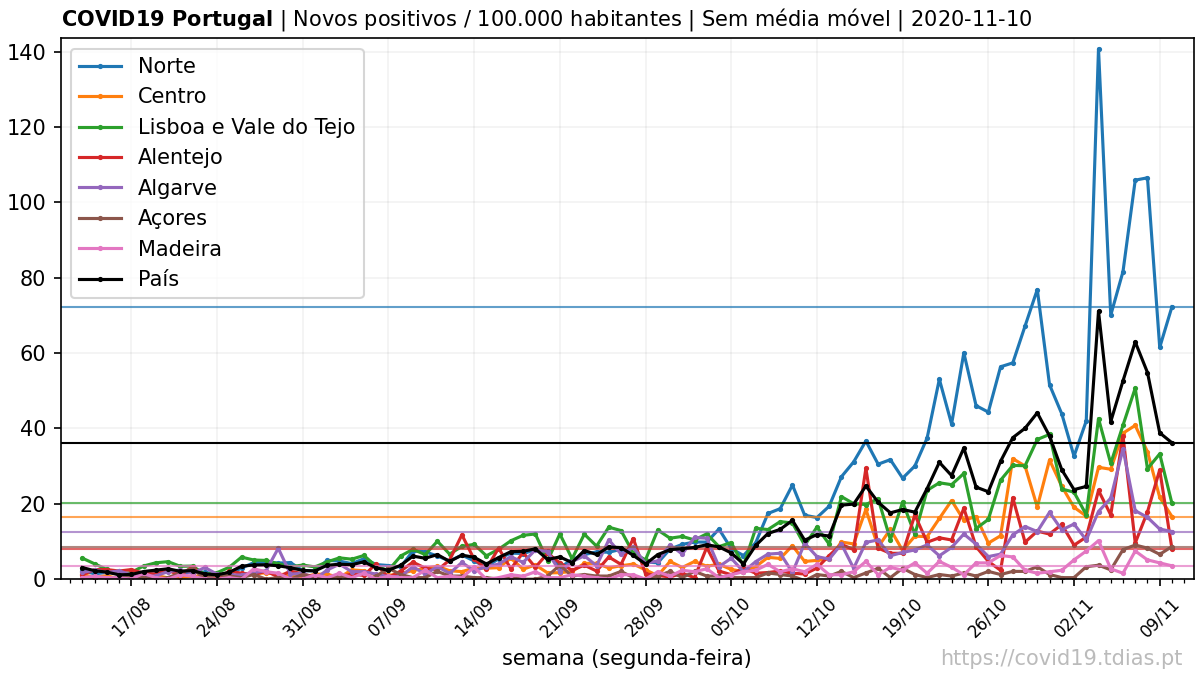 COVID19 Portugal | Novos positivos / 100.000 habitantes | Sem média móvel | 2020-11-10
140
120
100
80
60
40
20
0
Norte
Centro
Lisboa e Vale do Tejo
Alentejo
Algarve
Açores
Madeira
País
17/08
24/08
31/08
07/09
14/09
21/09
28/09
05/10
12/10
19/10
26/10
02/11
09/11
semana (segunda-feira)
https://covid19.tdias.pt